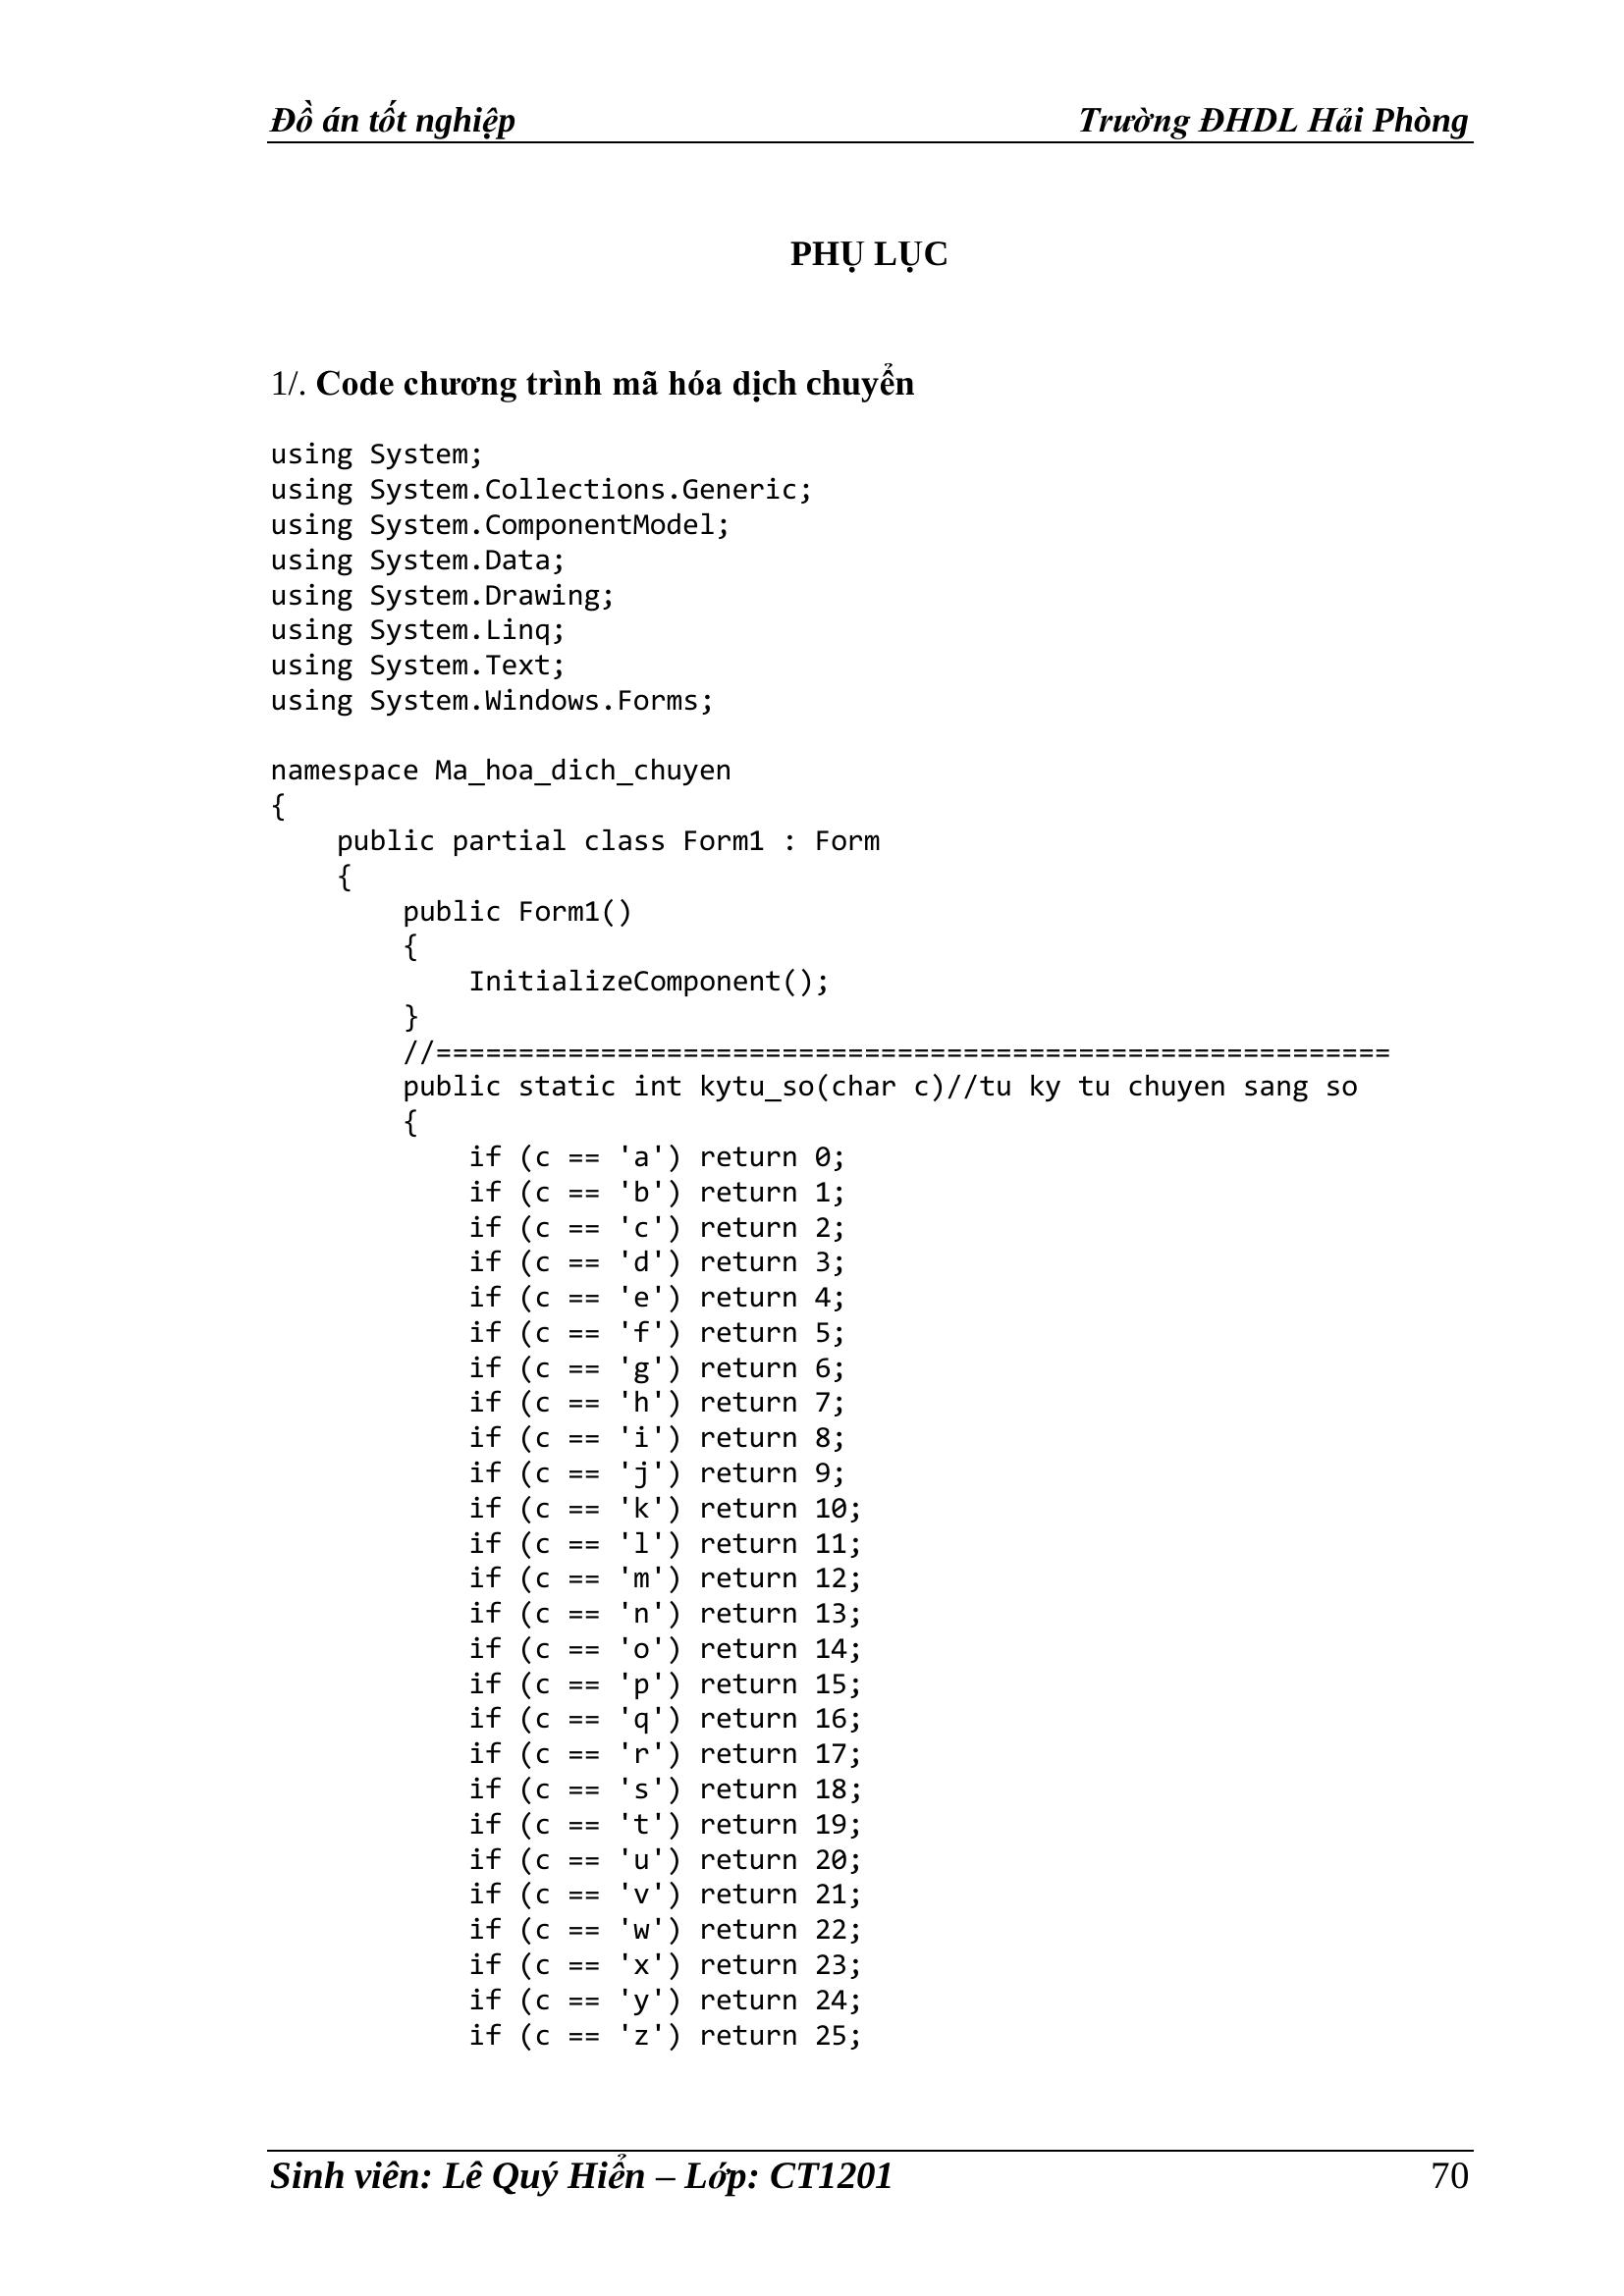 Đồ án tốt nghiệp Trường ĐHDL Hải Phòng
PHỤ LỤC
1/. Code chương trình mã hóa dịch chuyển
using System;
using System.Collections.Generic;
using System.ComponentModel;
using System.Data;
using System.Drawing;
using System.Linq;
using System.Text;
using System.Windows.Forms;
namespace Ma_hoa_dich_chuyen
{
    public partial class Form1 : Form
    {
        public Form1()
        {
            InitializeComponent();
        }
        //==========================================================
        public static int kytu_so(char c)//tu ky tu chuyen sang so
        {
            if (c == 'a') return 0;
            if (c == 'b') return 1;
            if (c == 'c') return 2;
            if (c == 'd') return 3;
            if (c == 'e') return 4;
            if (c == 'f') return 5;
            if (c == 'g') return 6;
            if (c == 'h') return 7;
            if (c == 'i') return 8;
            if (c == 'j') return 9;
            if (c == 'k') return 10;
            if (c == 'l') return 11;
            if (c == 'm') return 12;
            if (c == 'n') return 13;
            if (c == 'o') return 14;
            if (c == 'p') return 15;
            if (c == 'q') return 16;
            if (c == 'r') return 17;
            if (c == 's') return 18;
            if (c == 't') return 19;
            if (c == 'u') return 20;
            if (c == 'v') return 21;
            if (c == 'w') return 22;
            if (c == 'x') return 23;
            if (c == 'y') return 24;
            if (c == 'z') return 25;
Sinh viên: Lê Quý Hiển – Lớp: CT1201 70